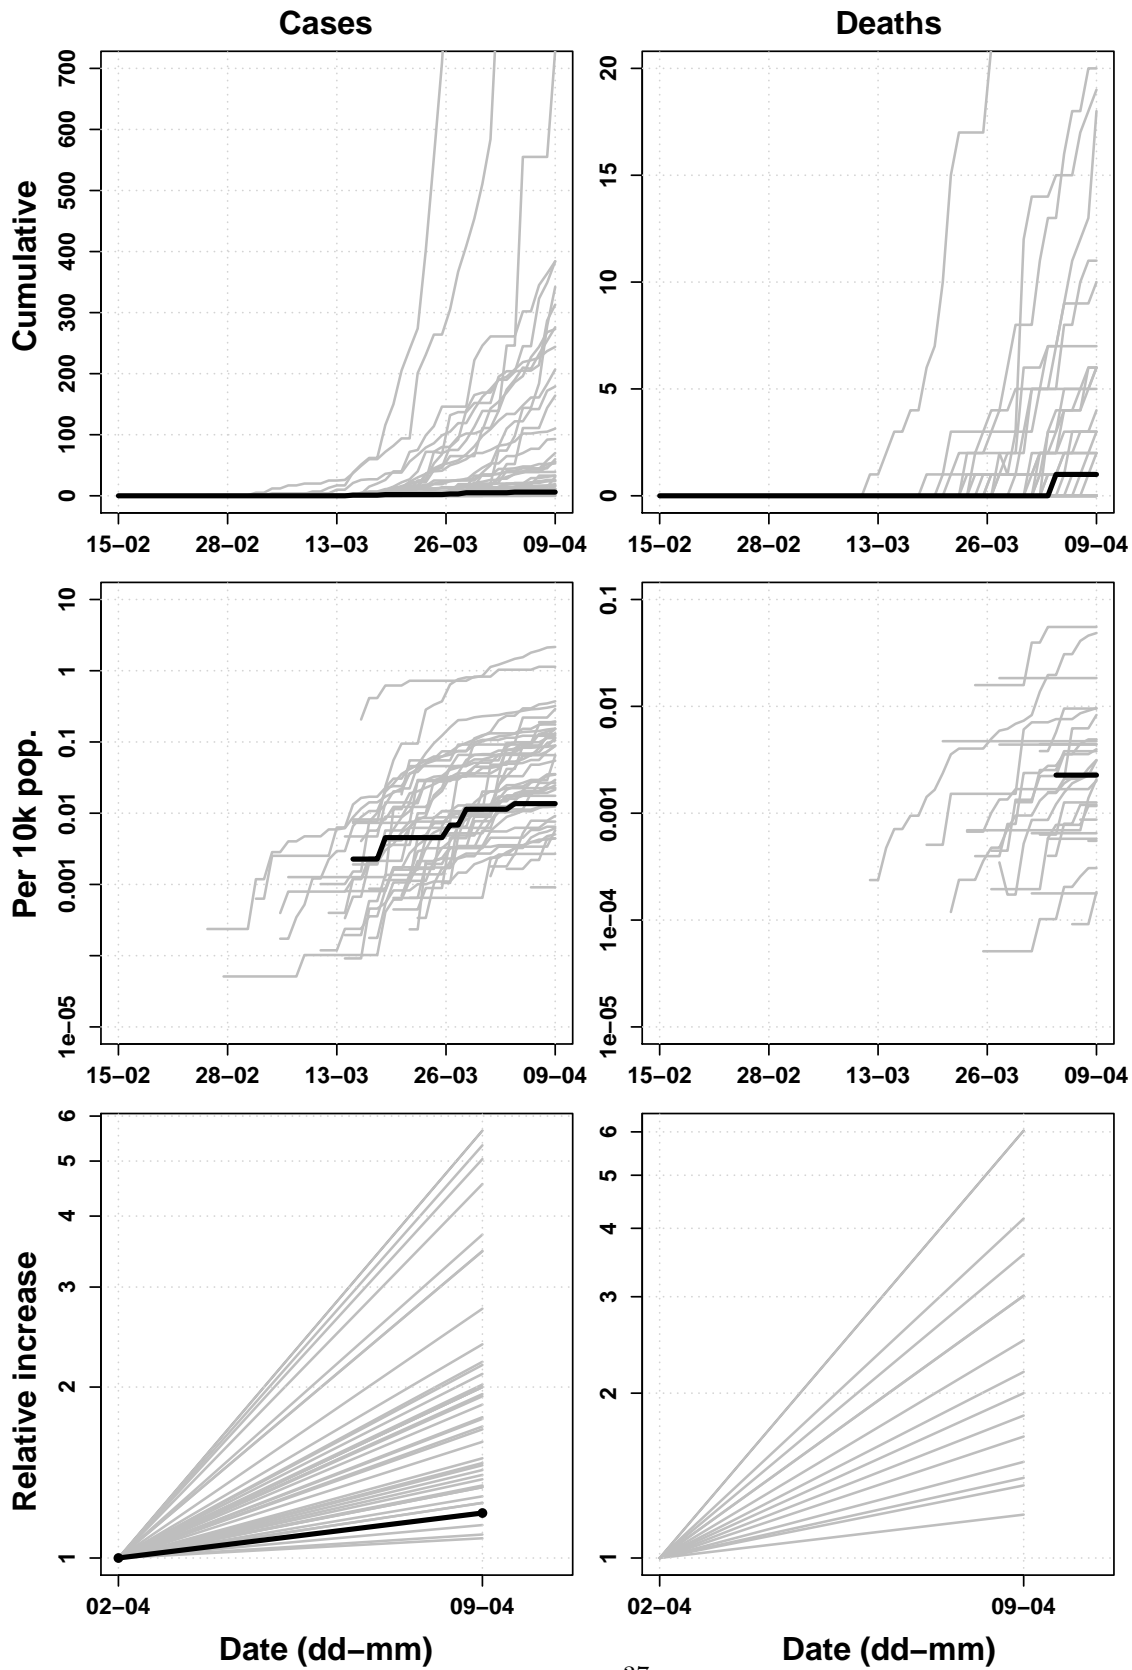 Cases
Deaths
Cumulative
700
600
500
400
300
200
100
0
15–02 28–02 13–03 26–03 09–04
20
15
10
5
0
15–02 28–02 13–03 26–03 09–04
Per 10k pop.
10
1
0.1
0.01
0.001
1e–05
15–02 28–02 13–03 26–03 09–04
0.1
0.01
0.001
1e–04
1e–05
15–02 28–02 13–03 26–03 09–04
Relative increase
6
5
4
3
2
1
02–04 09–04
Date (dd–mm)
6
5
4
3
2
1
02–04 09–04
Date (dd–mm)